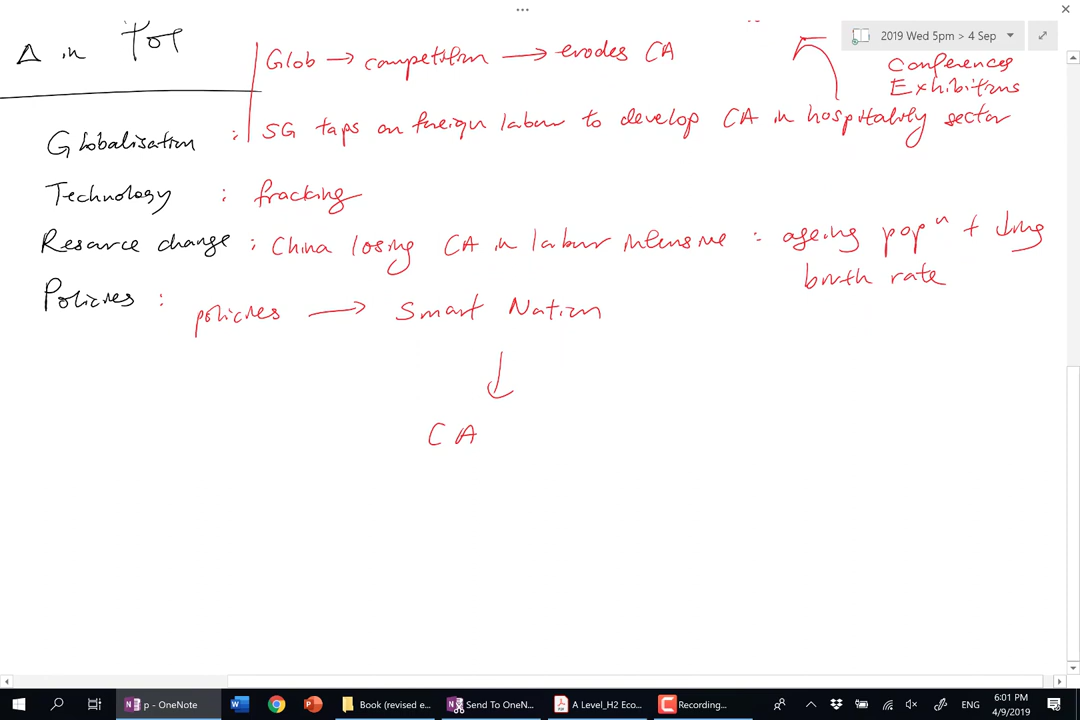 2019 Wed 5pm > 4 Sep
Δ in ToT
Glob → competition → erodes CA
Conferences
Exhibitions
Globalisation : SG taps on foreign labour to develop CA in hospitality sector
Technology : fracking
Resource change : China losing CA in labour intensive : ageing popⁿ + ↓ing
birth rate
Policies : policies → Smart Nation
↓
CA
p - OneNote
Book (revised e...
Send To OneN...
A Level_H2 Eco...
Recording...
ENG
6:01 PM
4/9/2019